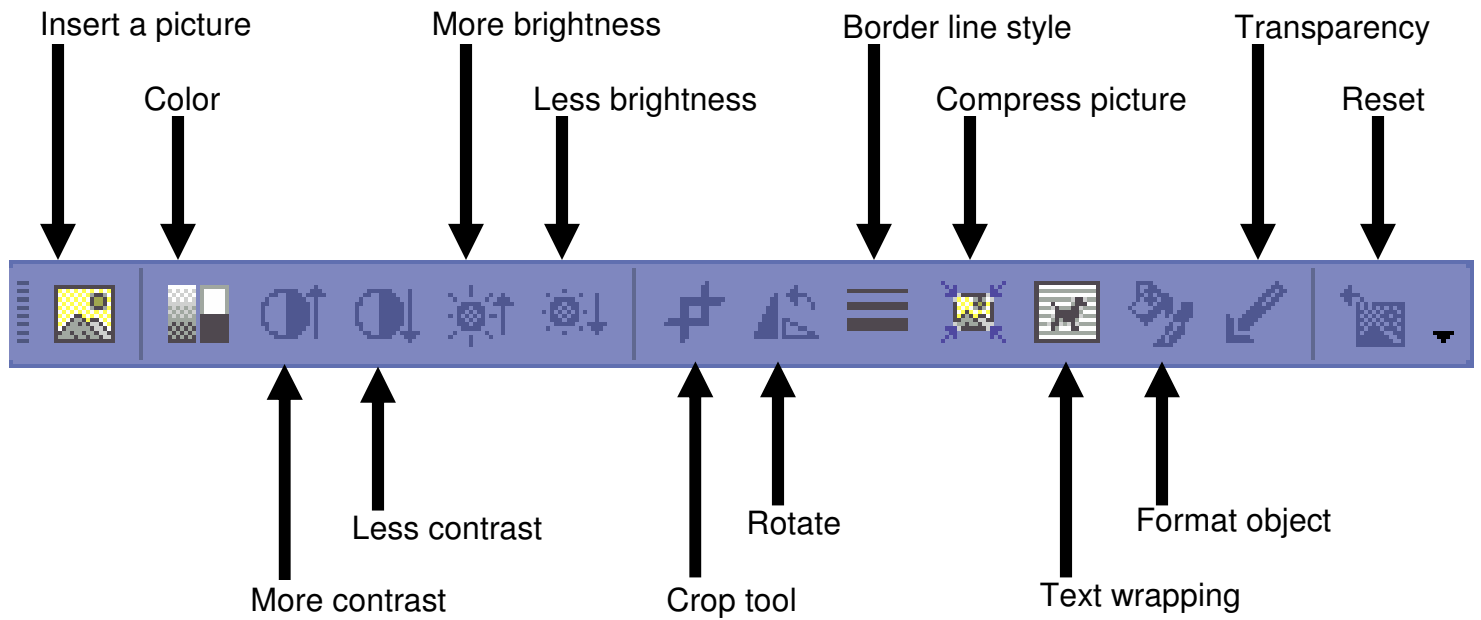 Insert a picture
More brightness
Border line style
Transparency
Color
Less brightness
Compress picture
Reset
Less contrast
Rotate
Format object
More contrast
Crop tool
Text wrapping